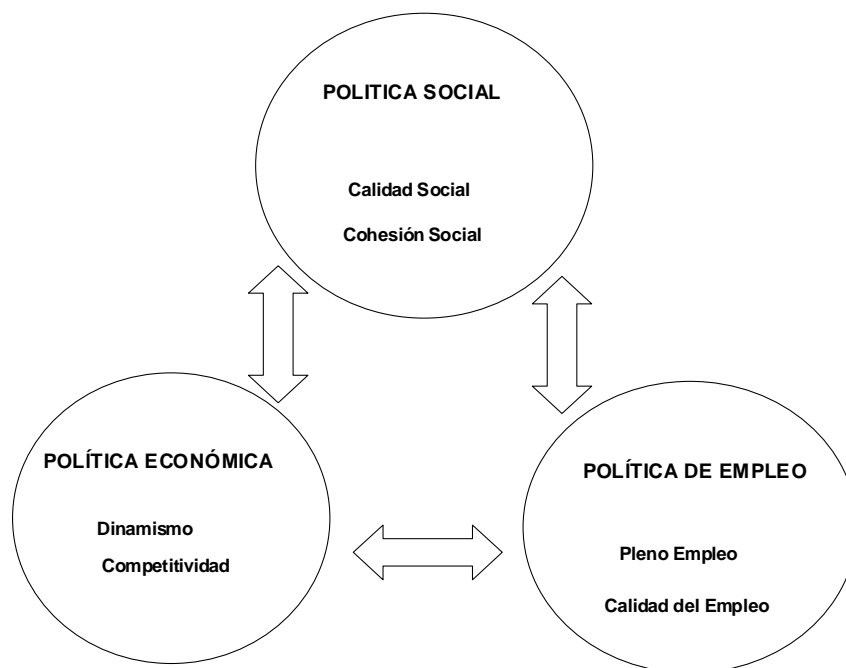 POLITICA SOCIAL
Calidad Social
Cohesión Social
POLÍTICA ECONÓMICA
Dinamismo
Competitividad
POLÍTICA DE EMPLEO
Pleno Empleo
Calidad del Empleo